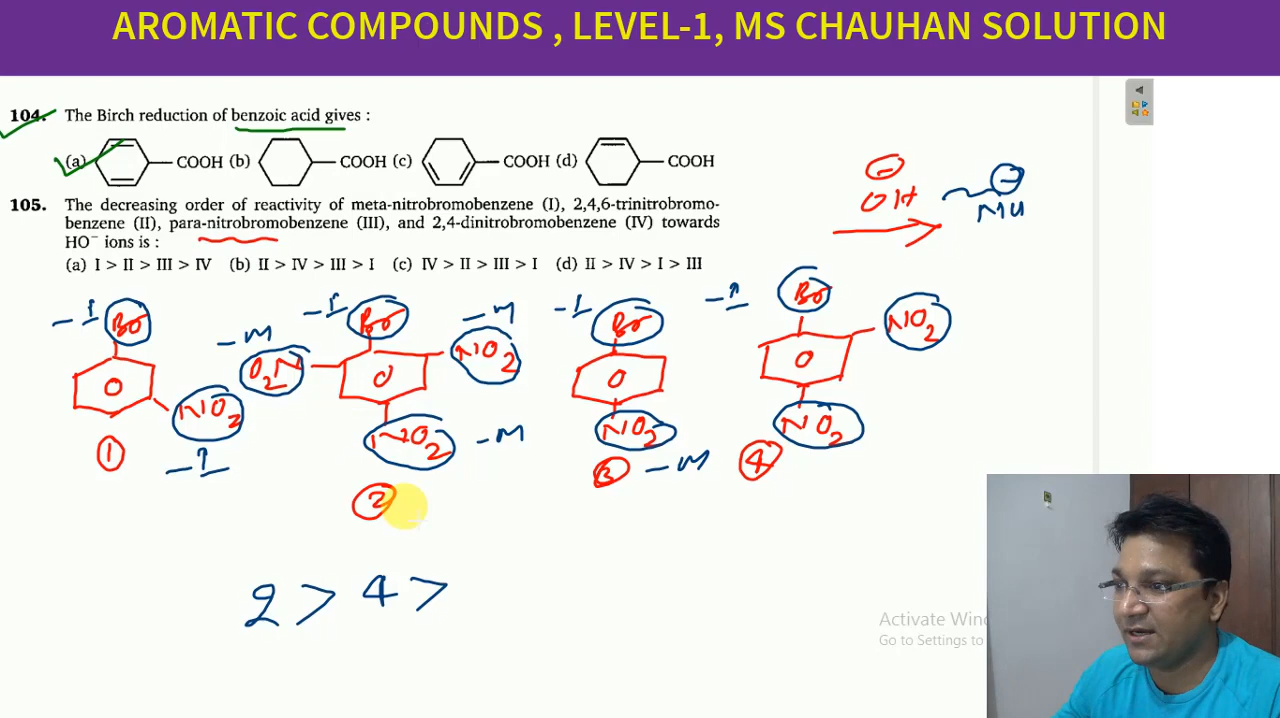 AROMATIC COMPOUNDS , LEVEL-1, MS CHAUHAN SOLUTION
104. The Birch reduction of benzoic acid gives :
(a) COOH (b) COOH (c) COOH (d) COOH
105. The decreasing order of reactivity of meta-nitrobromobenzene (I), 2,4,6-trinitrobromo-
benzene (II), para-nitrobromobenzene (III), and 2,4-dinitrobromobenzene (IV) towards
HO⁻ ions is :
(a) I > II > III > IV (b) II > IV > III > I (c) IV > II > III > I (d) II > IV > I > III
⊖ OH
⊖ Nu
-I Br
NO2
-I
1
-I Br
-M O2N
-M NO2
NO2 -M
2
-I Br
NO2
-M
3
-I Br
NO2
NO2
4
2 > 4 >
Activate Win
Go to Settings to